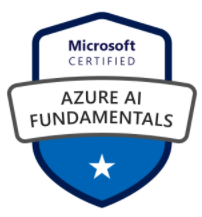 Microsoft
CERTIFIED
AZURE AI
FUNDAMENTALS